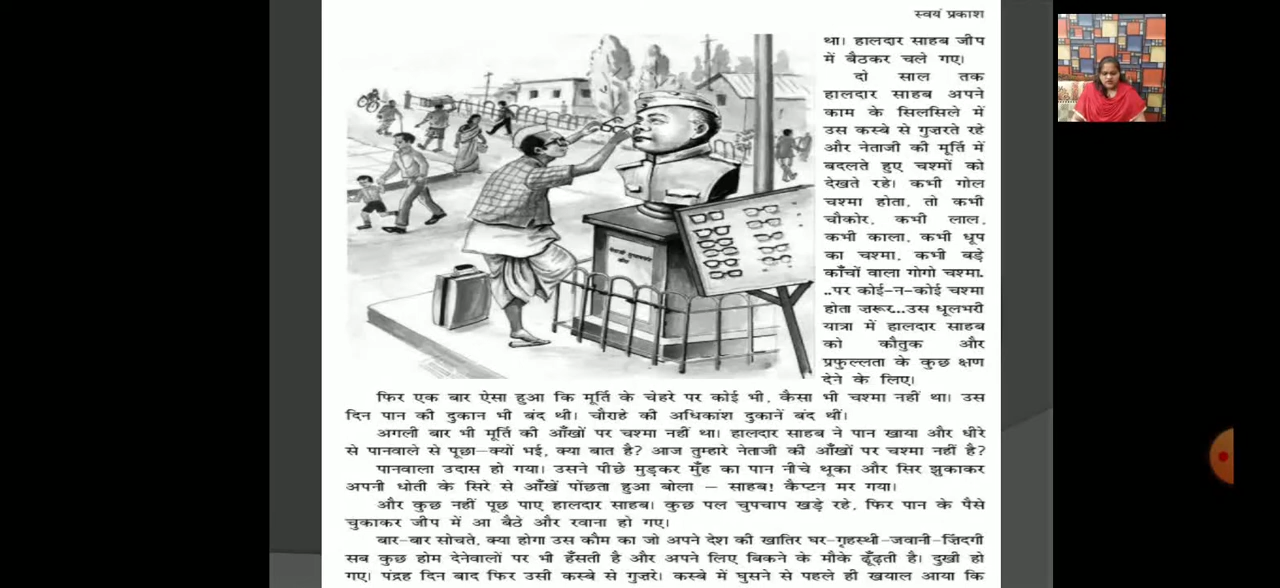 स्वयं प्रकाश
था। हालदार साहब जीप
में बैठकर चले गए।
दो साल तक
हालदार साहब अपने
काम के सिलसिले में
उस कस्बे से गुज़रते रहे
और नेताजी की मूर्ति में
बदलते हुए चश्मों को
देखते रहे। कभी गोल
चश्मा होता, तो कभी
चौकोर, कभी लाल,
कभी काला, कभी धूप
का चश्मा, कभी बड़े
काँचों वाला गोगो चश्मा.
..पर कोई-न-कोई चश्मा
होता ज़रूर...उस धूलभरी
यात्रा में हालदार साहब
को कौतुक और
प्रफुल्लता के कुछ क्षण
देने के लिए।
फिर एक बार ऐसा हुआ कि मूर्ति के चेहरे पर कोई भी, कैसा भी चश्मा नहीं था। उस
दिन पान की दुकान भी बंद थी। चौराहे की अधिकांश दुकानें बंद थीं।
अगली बार भी मूर्ति की आँखों पर चश्मा नहीं था। हालदार साहब ने पान खाया और धीरे
से पानवाले से पूछा–क्यों भई, क्या बात है? आज तुम्हारे नेताजी की आँखों पर चश्मा नहीं है?
पानवाला उदास हो गया। उसने पीछे मुड़कर मुँह का पान नीचे थूका और सिर झुकाकर
अपनी धोती के सिरे से आँखें पोंछता हुआ बोला – साहब! कैप्टन मर गया।
और कुछ नहीं पूछ पाए हालदार साहब। कुछ पल चुपचाप खड़े रहे, फिर पान के पैसे
चुकाकर जीप में आ बैठे और रवाना हो गए।
बार-बार सोचते, क्या होगा उस कौम का जो अपने देश की खातिर घर-गृहस्थी-जवानी-ज़िंदगी
सब कुछ होम देनेवालों पर भी हँसती है और अपने लिए बिकने के मौके ढूँढ़ती है। दुखी हो
गए। पंद्रह दिन बाद फिर उसी कस्बे से गुज़रे। कस्बे में घुसने से पहले ही खयाल आया कि